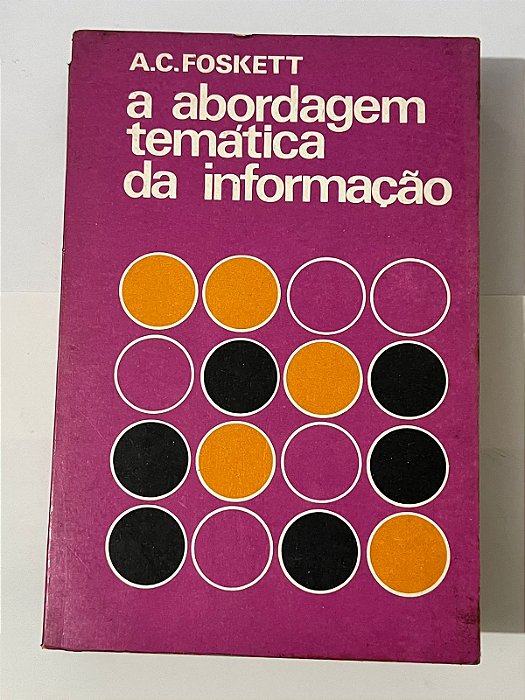 A.C. FOSKETT
a abordagem
temática
da informação